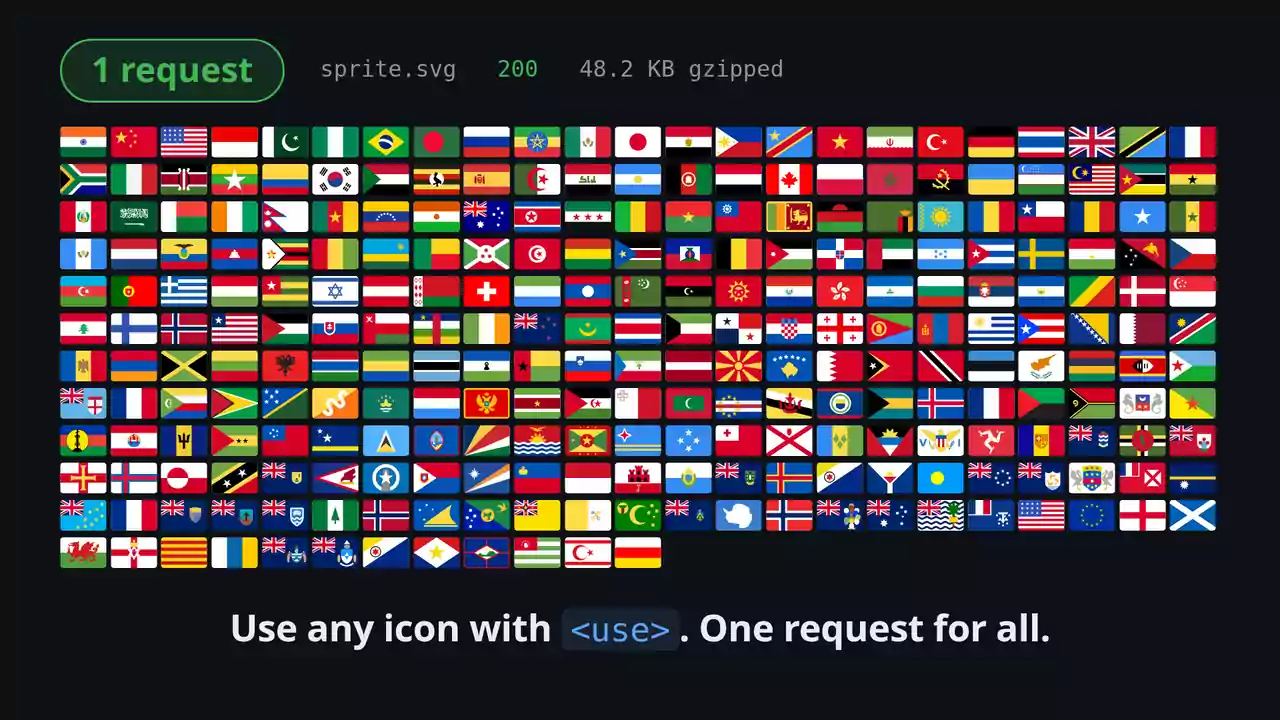 1 request sprite.svg 200 48.2 KB gzipped
Use any icon with <use>. One request for all.